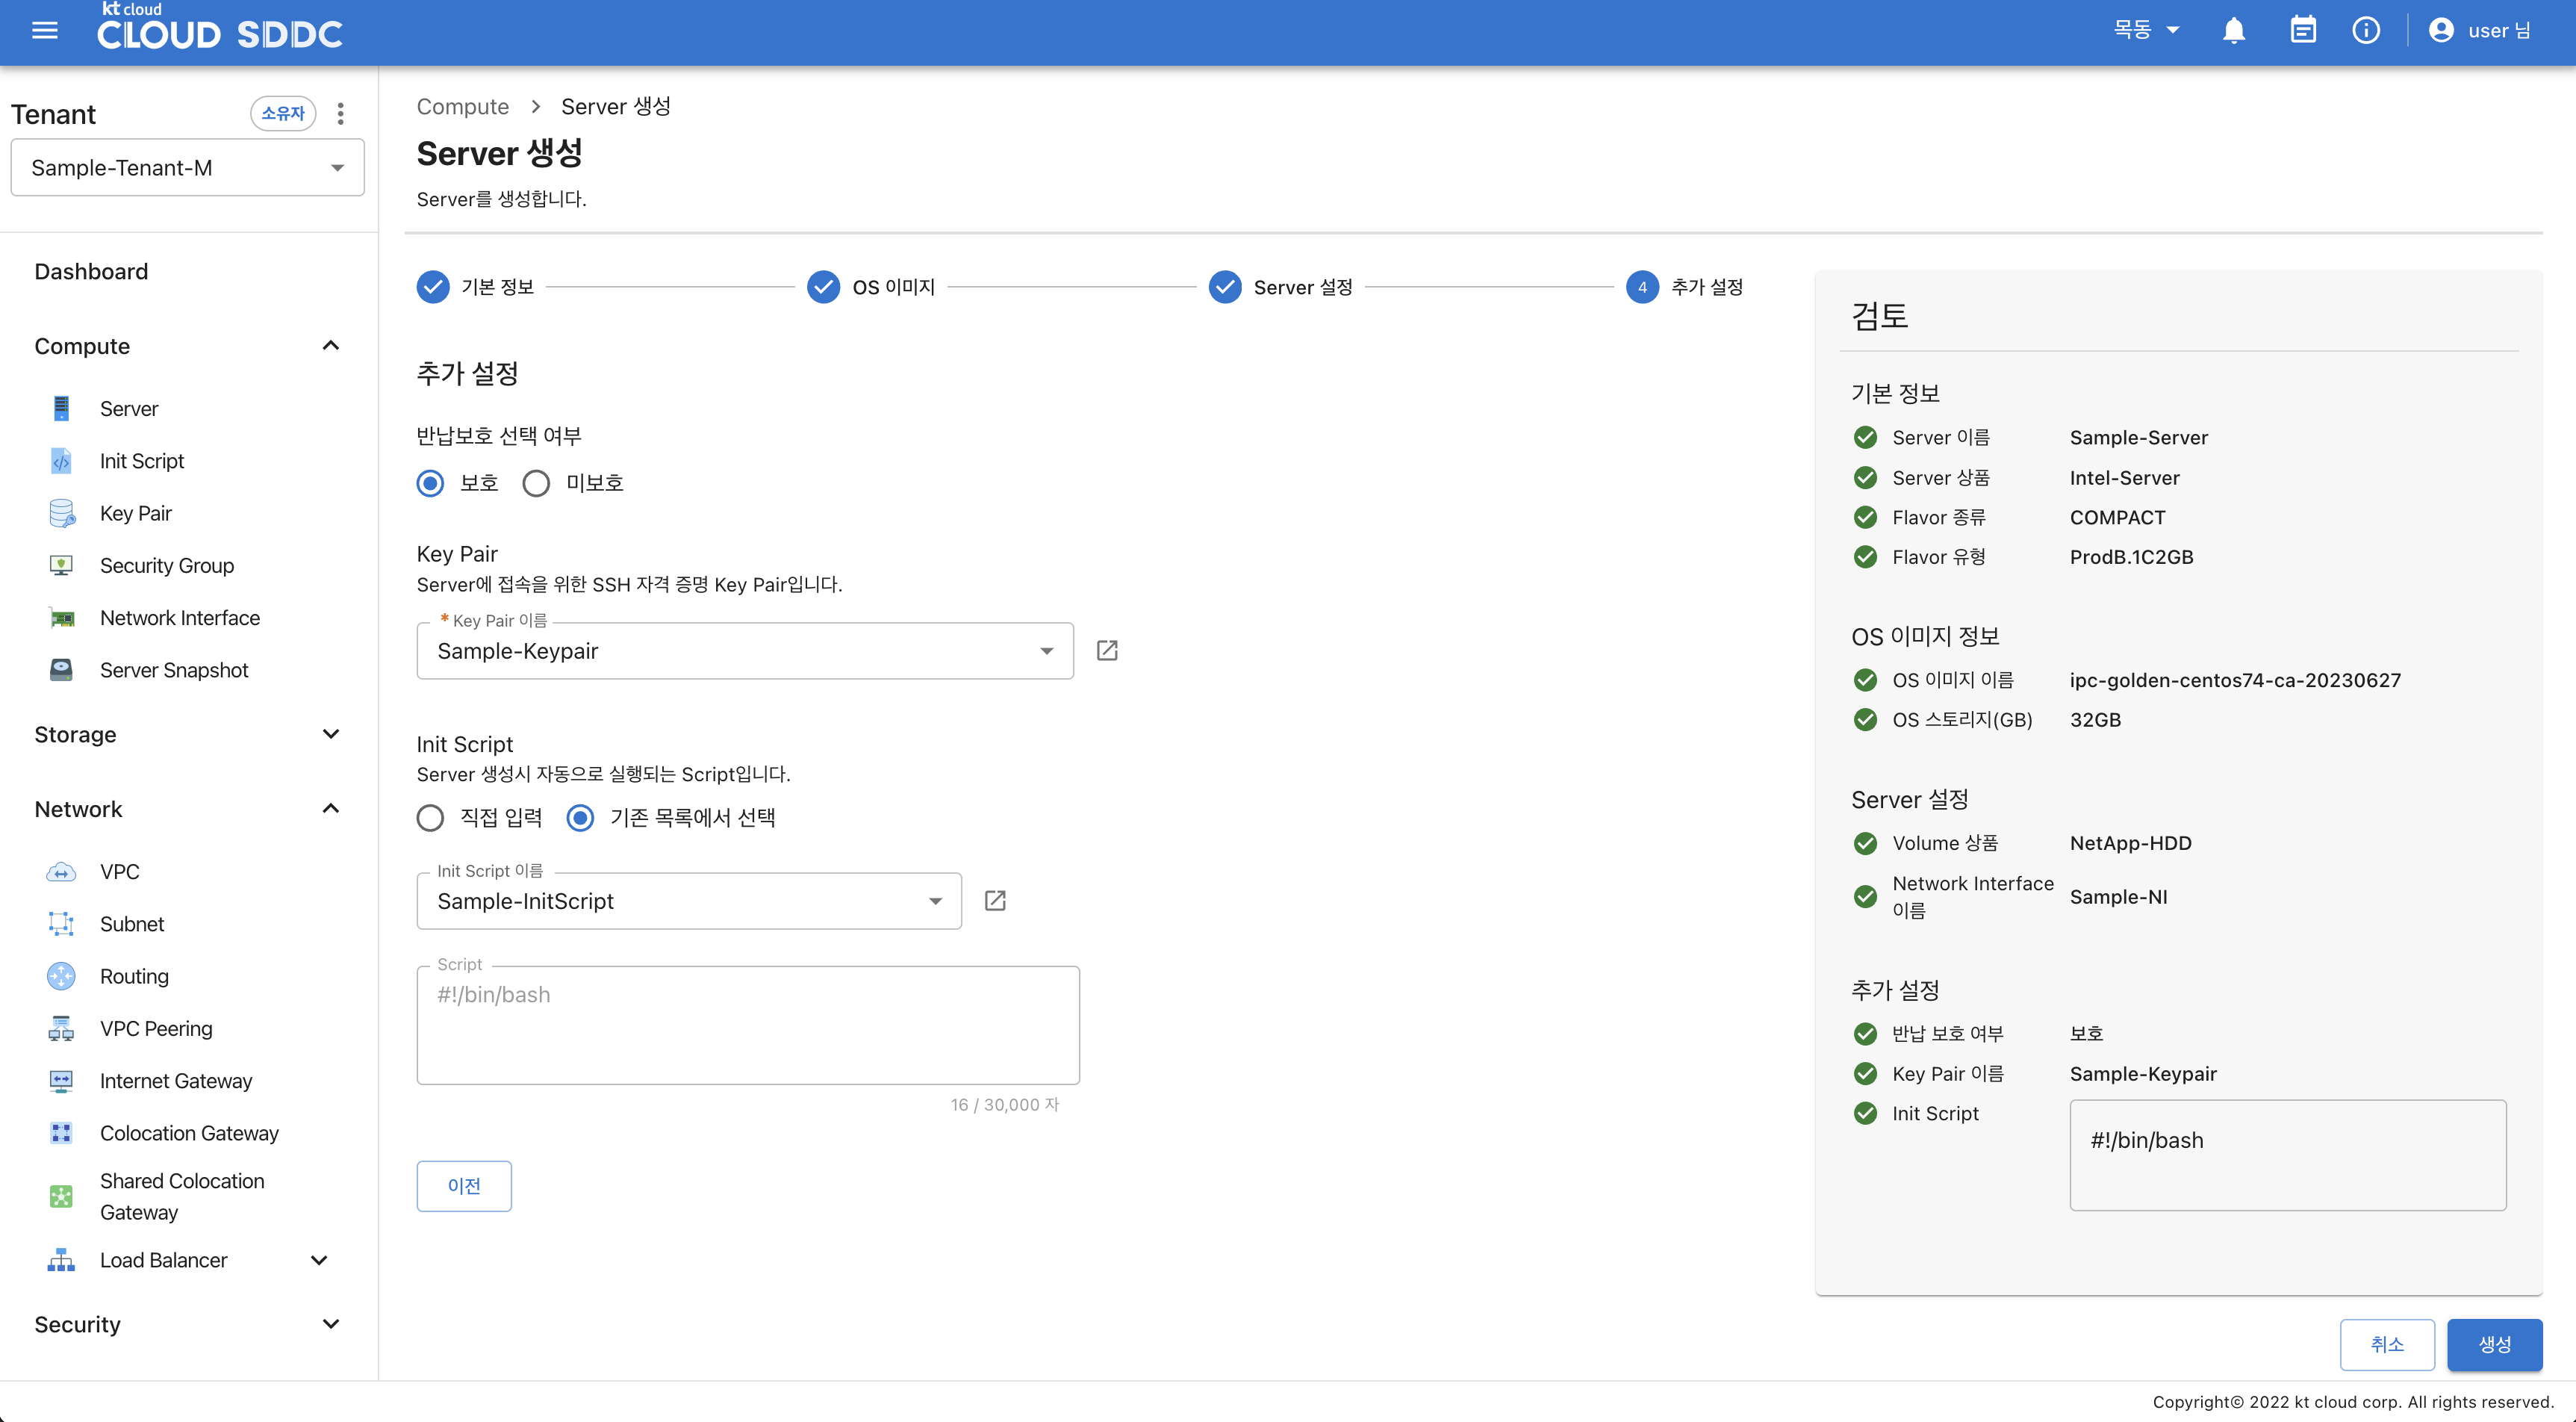 kt cloud
CLOUD SDDC
목동
user 님
Tenant
소유자
Sample-Tenant-M
Dashboard
Compute
Server
Init Script
Key Pair
Security Group
Network Interface
Server Snapshot
Storage
Network
VPC
Subnet
Routing
VPC Peering
Internet Gateway
Colocation Gateway
Shared Colocation
Gateway
Load Balancer
Security
Compute > Server 생성
Server 생성
Server를 생성합니다.
기본 정보
OS 이미지
Server 설정
4 추가 설정
추가 설정
반납보호 선택 여부
보호 미보호
Key Pair
Server에 접속을 위한 SSH 자격 증명 Key Pair입니다.
* Key Pair 이름
Sample-Keypair
Init Script
Server 생성시 자동으로 실행되는 Script입니다.
직접 입력 기존 목록에서 선택
Init Script 이름
Sample-InitScript
Script
#!/bin/bash
16 / 30,000 자
이전
검토
기본 정보
Server 이름 Sample-Server
Server 상품 Intel-Server
Flavor 종류 COMPACT
Flavor 유형 ProdB.1C2GB
OS 이미지 정보
OS 이미지 이름 ipc-golden-centos74-ca-20230627
OS 스토리지(GB) 32GB
Server 설정
Volume 상품 NetApp-HDD
Network Interface
이름 Sample-NI
추가 설정
반납 보호 여부 보호
Key Pair 이름 Sample-Keypair
Init Script
#!/bin/bash
취소
생성
Copyright© 2022 kt cloud corp. All rights reserved.